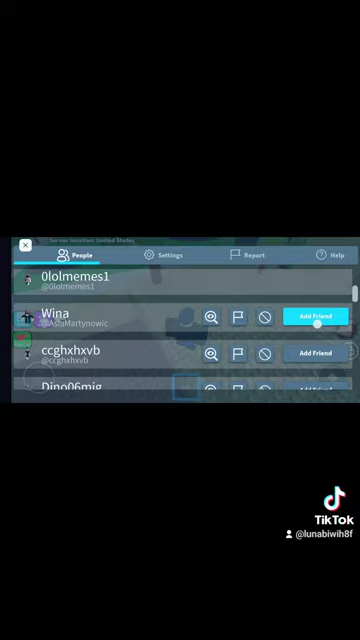 Server location: United States
People
Settings
Report
Help
0lolmemes1
@0lolmemes1
Wina
@AslaMartynowic
Add Friend
ccghxhxvb
@ccghxhxvb
Add Friend
Dino06mig
TikTok
@lunabiwih8f